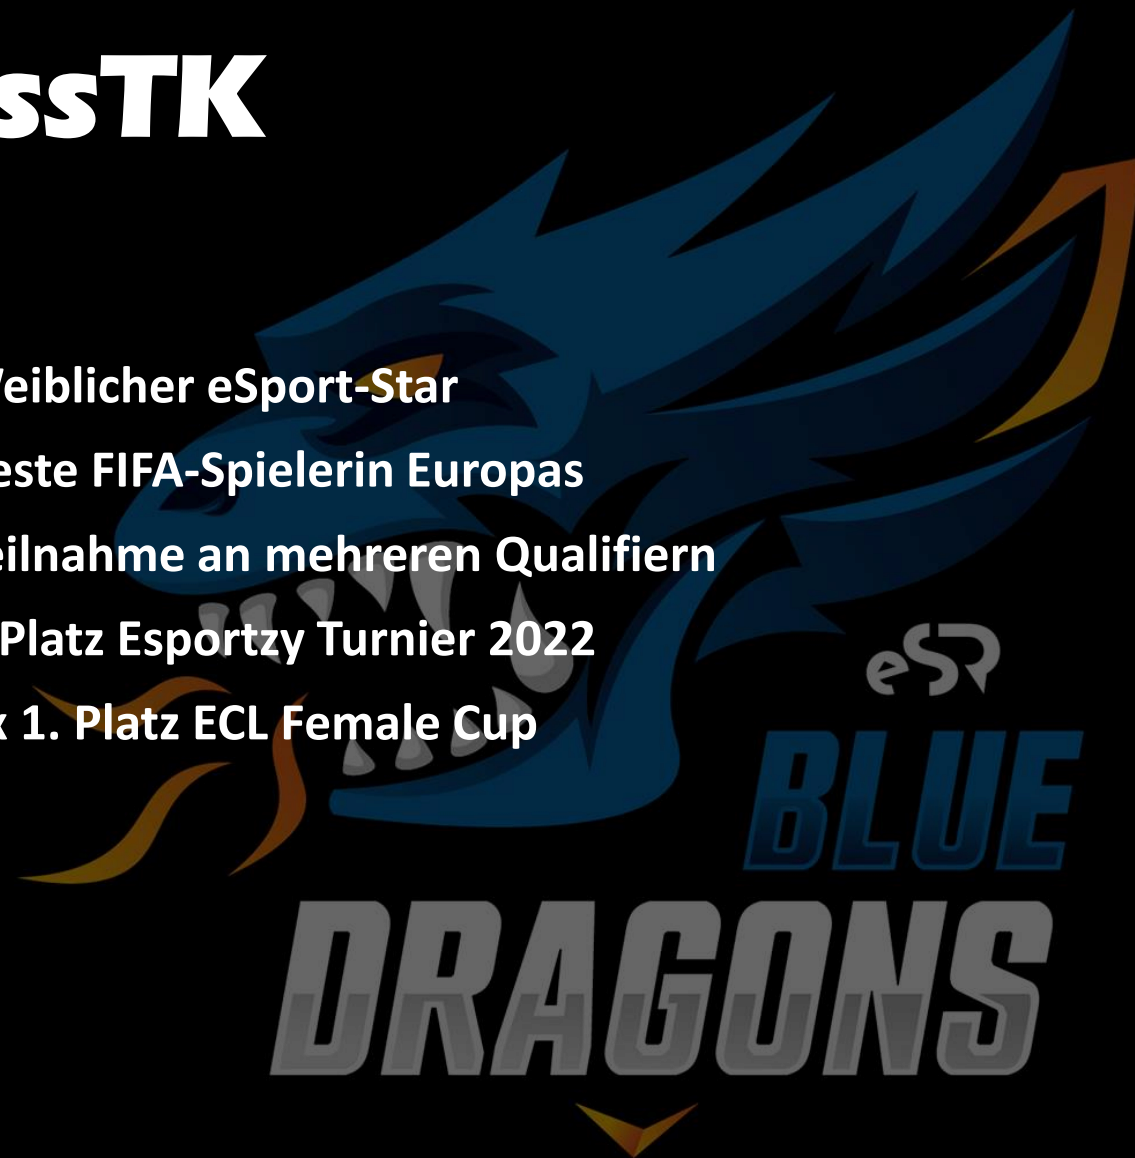 ssTK
eiblicher eSport-Star
este FIFA-Spielerin Europas
eilnahme an mehreren Qualifiern
Platz Esportzy Turnier 2022
x 1. Platz ECL Female Cup
eSR
BLUE
DRAGONS